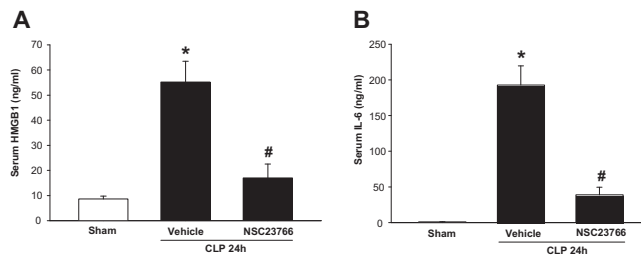 A
Serum HMGB1 (ng/ml)
70
60
50
40
30
20
10
0
*
#
Sham
Vehicle
NSC23766
CLP 24h
B
Serum IL-6 (ng/ml)
250
200
150
100
50
0
*
#
Sham
Vehicle
NSC23766
CLP 24h